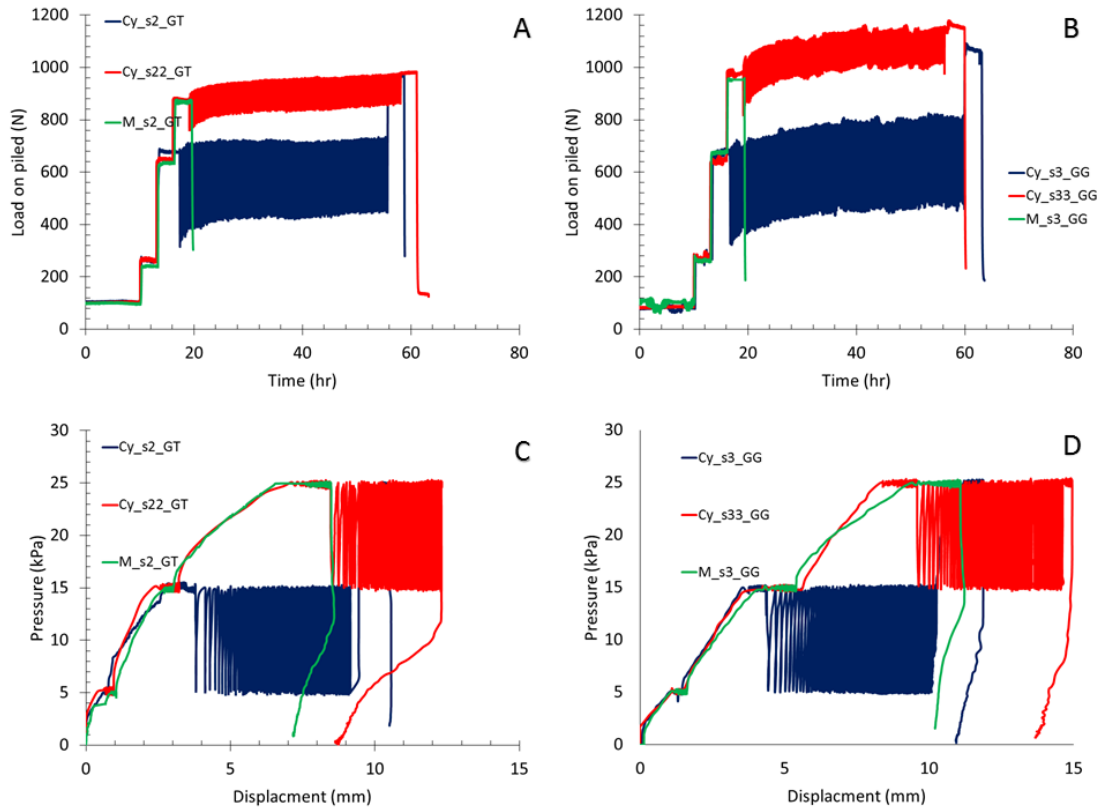 A
Cy_s2_GT
Cy_s22_GT
M_s2_GT
Load on piled (N)
1200
1000
800
600
400
200
0
0 20 40 60 80
Time (hr)
B
Cy_s3_GG
Cy_s33_GG
M_s3_GG
Load on piled (N)
1200
1000
800
600
400
200
0
0 20 40 60 80
Time (hr)
C
Cy_s2_GT
Cy_s22_GT
M_s2_GT
Pressure (kPa)
30
25
20
15
10
5
0
0 5 10 15
Displacment (mm)
D
Cy_s3_GG
Cy_s33_GG
M_s3_GG
Pressure (kPa)
30
25
20
15
10
5
0
0 5 10 15
Displacment (mm)